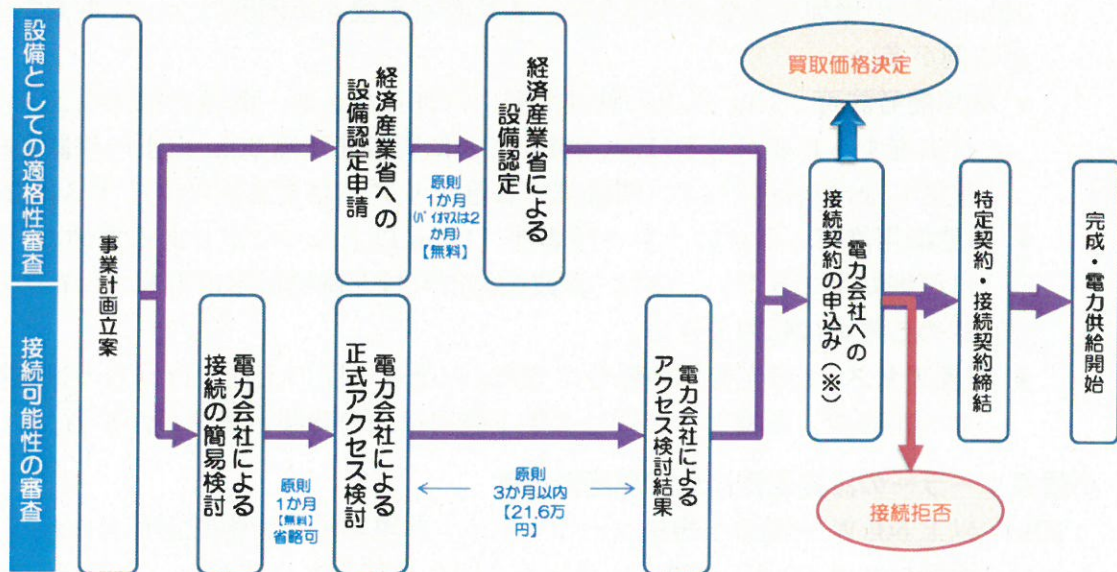 設備としての適格性審査
接続可能性の審査
事業計画立案
経済産業省への
設備認定申請
原則
1か月
(バイオマスは2
か月)
【無料】
経済産業省による
設備認定
電力会社による
接続の簡易検討
原則
1か月
【無料】
省略可
電力会社による
正式アクセス検討
原則
3か月以内
【21.6万
円】
電力会社による
アクセス検討結果
買取価格決定
電力会社への
接続契約の申込み(※)
接続拒否
特定契約・接続契約締結
完成・電力供給開始